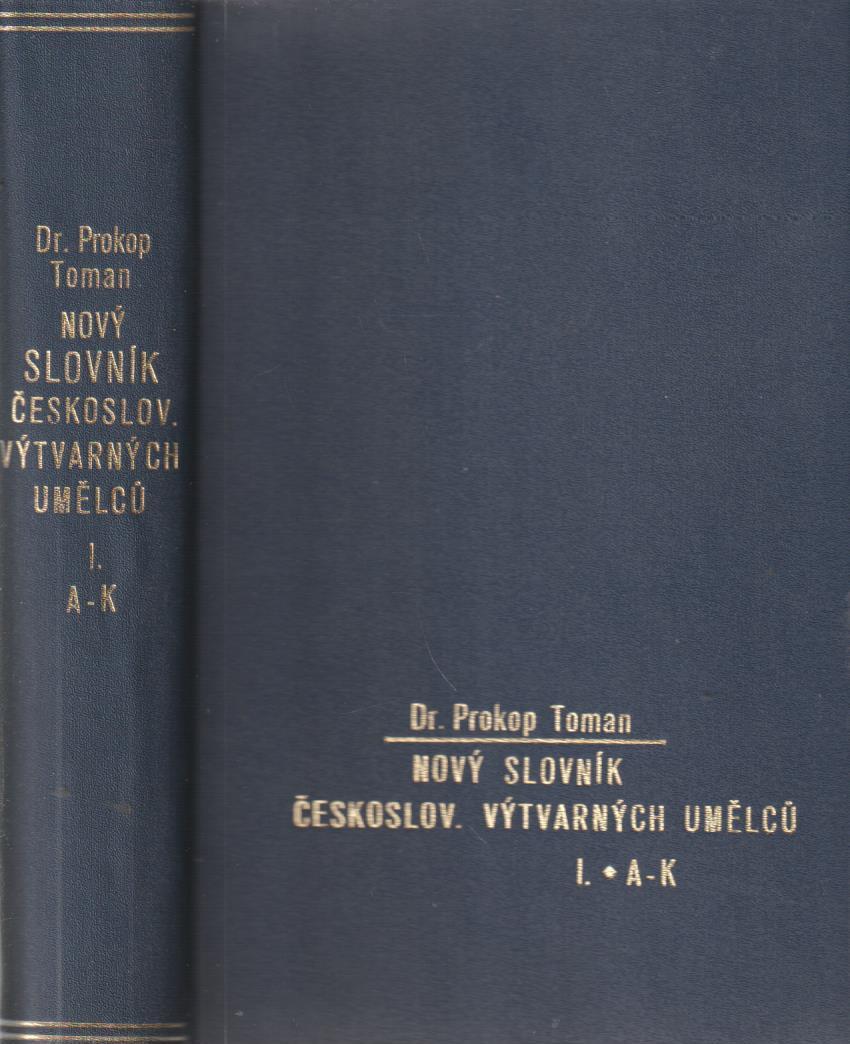 Dr. Prokop
Toman
NOVÝ
SLOVNÍK
ČESKOSLOV.
VÝTVARNÝCH
UMĚLCŮ
I.
A-K
Dr. Prokop Toman
NOVÝ SLOVNÍK
ČESKOSLOV. VÝTVARNÝCH UMĚLCŮ
I. ◆ A-K